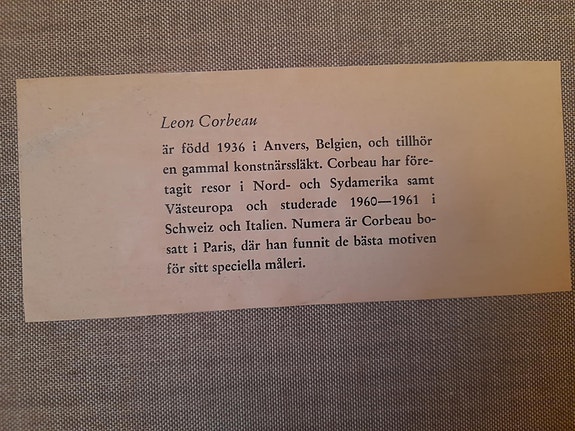 Leon Corbeau
är född 1936 i Anvers, Belgien, och tillhör
en gammal konstnärssläkt. Corbeau har före-
tagit resor i Nord- och Sydamerika samt
Västeuropa och studerade 1960—1961 i
Schweiz och Italien. Numera är Corbeau bo-
satt i Paris, där han funnit de bästa motiven
för sitt speciella måleri.